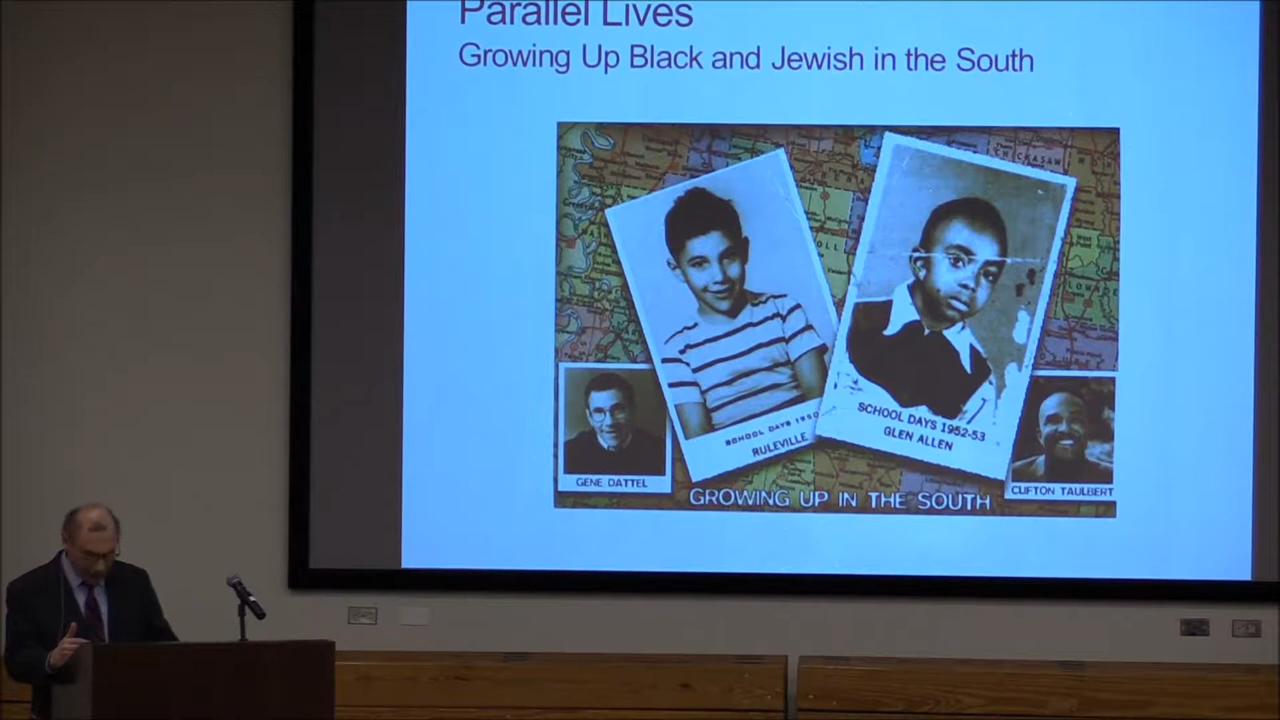 Parallel Lives
Growing Up Black and Jewish in the South
CHICKASAW
SCHOOL DAYS 1950
RULEVILLE
SCHOOL DAYS 1952-53
GLEN ALLEN
GENE DATTEL
CLIFTON TAULBERT
GROWING UP IN THE SOUTH